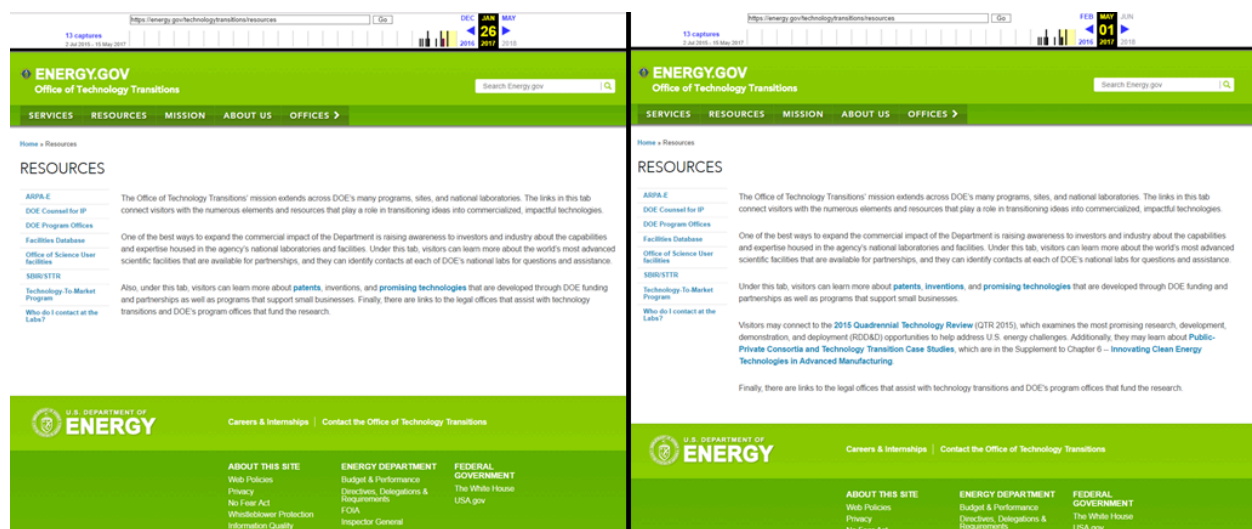 https://energy.gov/technologytransitions/resources
Go
DEC JAN MAY
13 captures
26
2 Jul 2015 - 15 May 2017
2016 2017 2018
ENERGY.GOV
Office of Technology Transitions
Search Energy.gov
SERVICES RESOURCES MISSION ABOUT US OFFICES
Home » Resources
RESOURCES
ARPA-E
DOE Counsel for IP
DOE Program Offices
Facilities Database
Office of Science User
facilities
SBIR/STTR
Technology-To-Market
Program
Who do I contact at the
Labs?
The Office of Technology Transitions' mission extends across DOE's many programs, sites, and national laboratories. The links in this tab
connect visitors with the numerous elements and resources that play a role in transitioning ideas into commercialized, impactful technologies.
One of the best ways to expand the commercial impact of the Department is raising awareness to investors and industry about the capabilities
and expertise housed in the agency's national laboratories and facilities. Under this tab, visitors can learn more about the world's most advanced
scientific facilities that are available for partnerships, and they can identify contacts at each of DOE's national labs for questions and assistance.
Also, under this tab, visitors can learn more about patents, inventions, and promising technologies that are developed through DOE funding
and partnerships as well as programs that support small businesses. Finally, there are links to the legal offices that assist with technology
transitions and DOE's program offices that fund the research.
U.S. DEPARTMENT OF
ENERGY
Careers & Internships | Contact the Office of Technology Transitions
ABOUT THIS SITE
Web Policies
Privacy
No Fear Act
Whistleblower Protection
Information Quality
ENERGY DEPARTMENT
Budget & Performance
Directives, Delegations &
Requirements
FOIA
Inspector General
FEDERAL
GOVERNMENT
The White House
USA.gov
https://energy.gov/technologytransitions/resources
Go
FEB MAY JUN
13 captures
01
2 Jul 2015 - 15 May 2017
2016 2017 2018
ENERGY.GOV
Office of Technology Transitions
Search Energy.gov
SERVICES RESOURCES MISSION ABOUT US OFFICES
Home » Resources
RESOURCES
ARPA-E
DOE Counsel for IP
DOE Program Offices
Facilities Database
Office of Science User
facilities
SBIR/STTR
Technology-To-Market
Program
Who do I contact at the
Labs?
The Office of Technology Transitions' mission extends across DOE's many programs, sites, and national laboratories. The links in this tab
connect visitors with the numerous elements and resources that play a role in transitioning ideas into commercialized, impactful technologies.
One of the best ways to expand the commercial impact of the Department is raising awareness to investors and industry about the capabilities
and expertise housed in the agency's national laboratories and facilities. Under this tab, visitors can learn more about the world's most advanced
scientific facilities that are available for partnerships, and they can identify contacts at each of DOE's national labs for questions and assistance.
Under this tab, visitors can learn more about patents, inventions, and promising technologies that are developed through DOE funding and
partnerships as well as programs that support small businesses.
Visitors may connect to the 2015 Quadrennial Technology Review (QTR 2015), which examines the most promising research, development,
demonstration, and deployment (RDD&D) opportunities to help address U.S. energy challenges. Additionally, they may learn about Public-
Private Consortia and Technology Transition Case Studies, which are in the Supplement to Chapter 6 – Innovating Clean Energy
Technologies in Advanced Manufacturing.
Finally, there are links to the legal offices that assist with technology transitions and DOE's program offices that fund the research.
U.S. DEPARTMENT OF
ENERGY
Careers & Internships | Contact the Office of Technology Transitions
ABOUT THIS SITE
Web Policies
Privacy
No Fear Act
ENERGY DEPARTMENT
Budget & Performance
Directives, Delegations &
Requirements
FEDERAL
GOVERNMENT
The White House
USA.gov